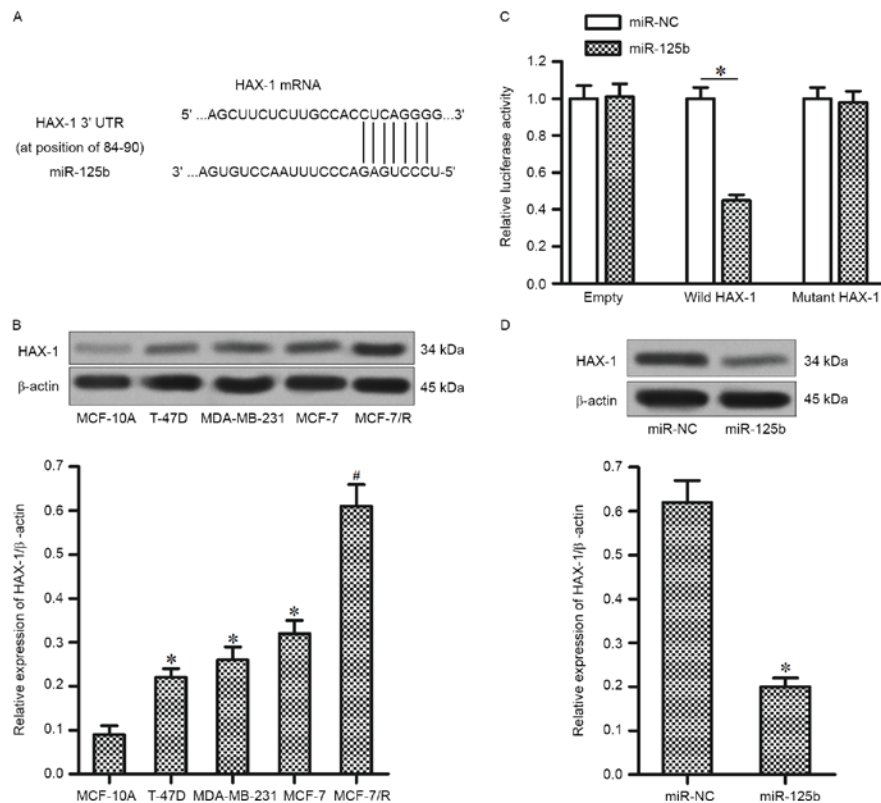 A
HAX-1 mRNA
5' ...AGCUUCUCUUGCCACCUCAGGGG...3'
HAX-1 3' UTR
(at position of 84-90)
miR-125b
3' ...AGUGUCCAAUUUCCCAGAGUCCCU-5'
C
miR-NC
miR-125b
Relative luciferase activity
1.2
1.0
0.8
0.6
0.4
0.2
0.0
*
Empty Wild HAX-1 Mutant HAX-1
B
HAX-1 34 kDa
β-actin 45 kDa
MCF-10A T-47D MDA-MB-231 MCF-7 MCF-7/R
Relative expression of HAX-1/β -actin
0.7
0.6
0.5
0.4
0.3
0.2
0.1
0.0
* * * #
MCF-10A T-47D MDA-MB-231 MCF-7 MCF-7/R
D
HAX-1 34 kDa
β-actin 45 kDa
miR-NC miR-125b
Relative expression of HAX-1/β -actin
0.7
0.6
0.5
0.4
0.3
0.2
0.1
0.0
*
miR-NC miR-125b